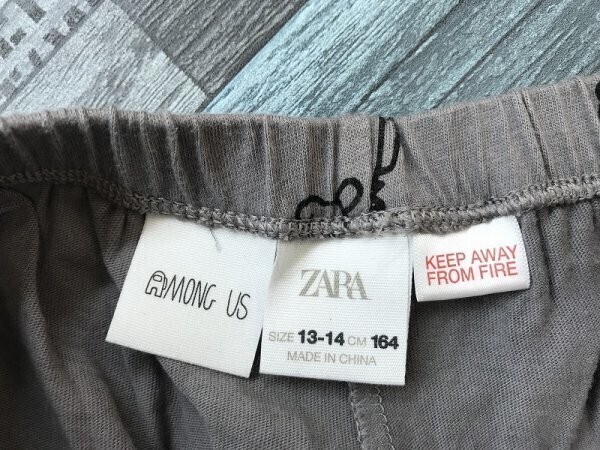 AMONG US
ZARA
SIZE 13-14 CM 164
MADE IN CHINA
KEEP AWAY
FROM FIRE